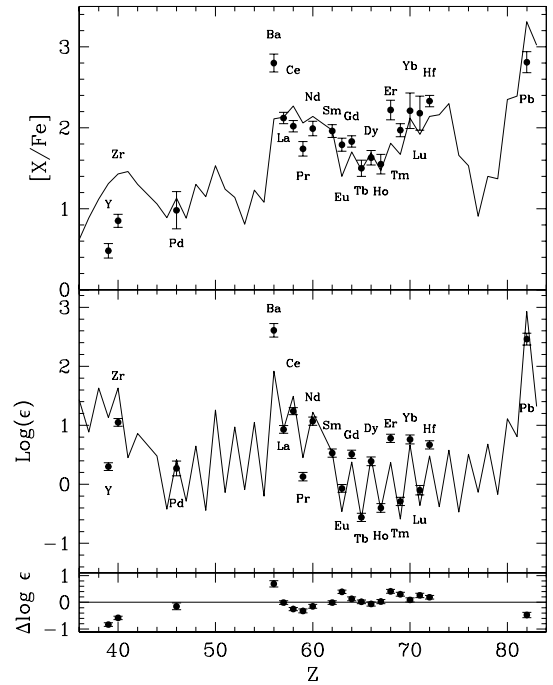 3
2
1
0
[X/Fe]
Ba
Ce
Zr
Y
Pd
La
Pr
Nd
Sm
Eu
Gd
Tb
Dy
Ho
Er
Tm
Yb
Lu
Hf
Pb
3
2
1
0
−1
Log(ϵ)
Ba
Ce
Zr
Y
Pd
La
Pr
Nd
Sm
Eu
Gd
Tb
Dy
Ho
Er
Tm
Yb
Lu
Hf
Pb
1
0
−1
Δlog ϵ
40 50 60 70 80
Z